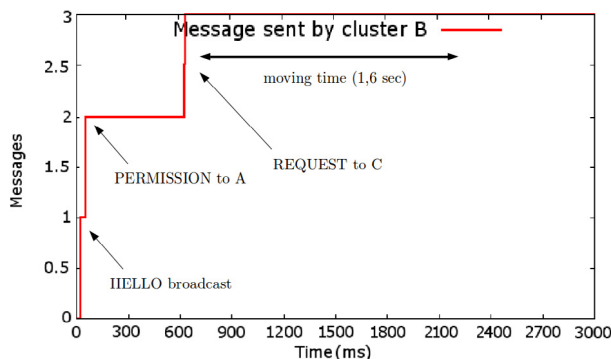 3
Message sent by cluster B
2.5
moving time (1,6 sec)
2
REQUEST to C
PERMISSION to A
1.5
Messages
1
0.5
HELLO broadcast
0
0 300 600 900 1200 1500 1800 2100 2400 2700 3000
Time (ms)